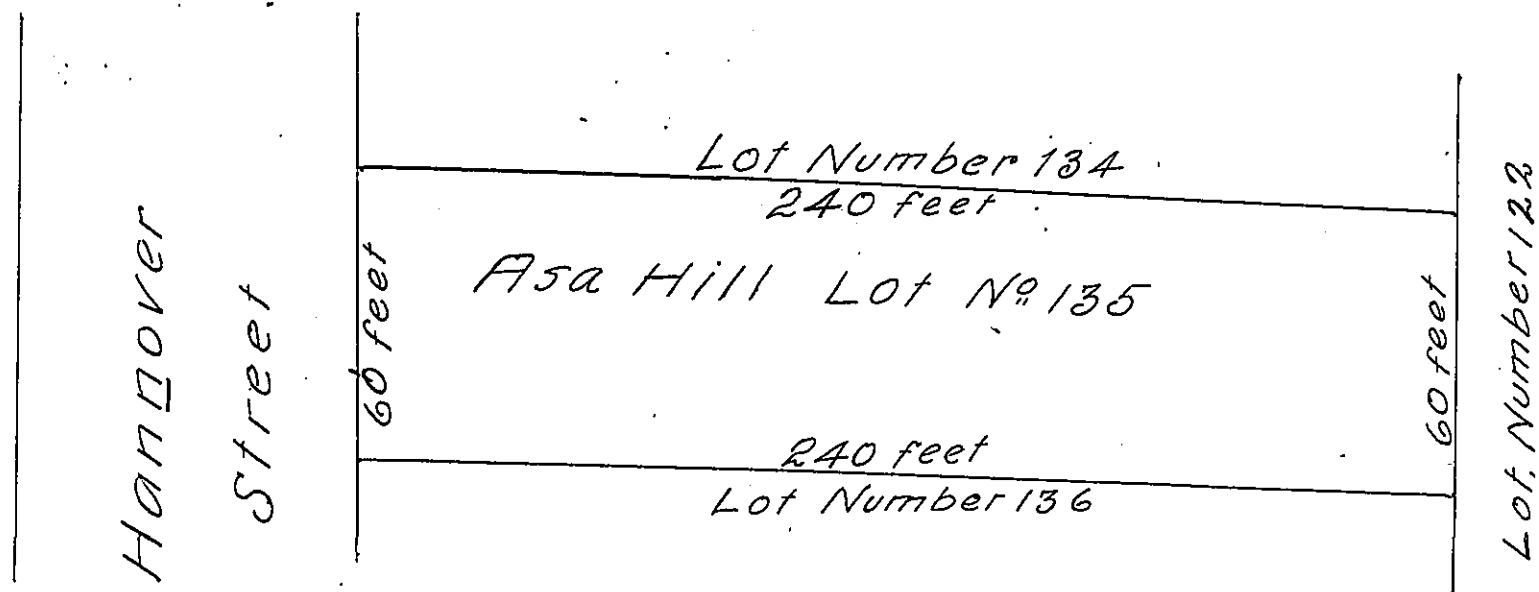 Hannover
Street
60 feet
Lot Number 134
240 feet
Asa Hill Lot No 135
240 feet
Lot Number 136
60 feet
Lot Number 122